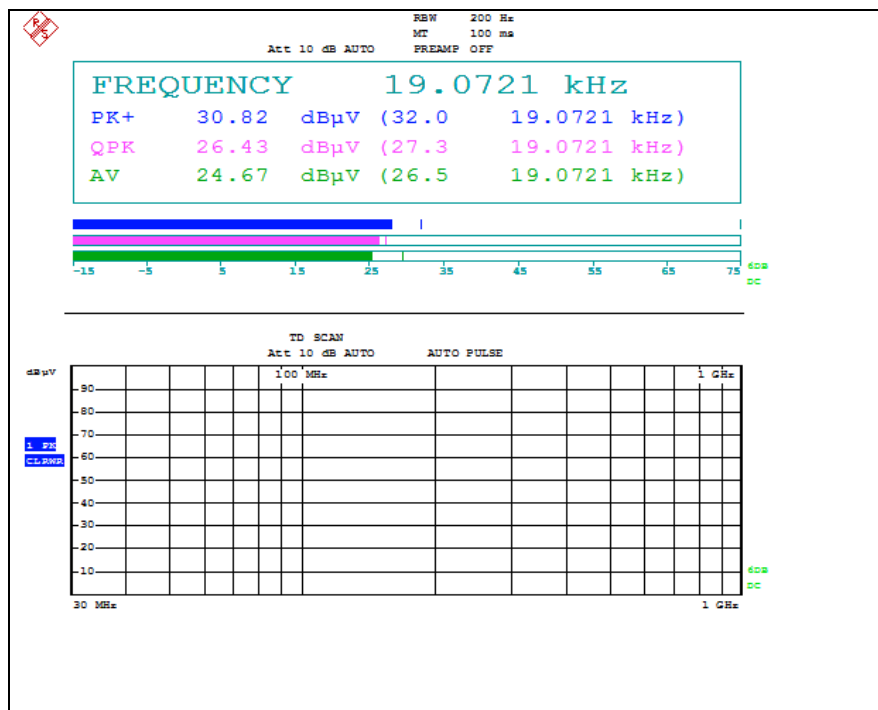 R S
RBW 200 Hz
MT 100 ms
Att 10 dB AUTO PREAMP OFF
FREQUENCY 19.0721 kHz
PK+ 30.82 dBµV (32.0 19.0721 kHz)
QPK 26.43 dBµV (27.3 19.0721 kHz)
AV 24.67 dBµV (26.5 19.0721 kHz)
-15 -5 5 15 25 35 45 55 65 75
6DB
DC
TD SCAN
Att 10 dB AUTO AUTO PULSE
dBµV
100 MHz 1 GHz
90
80
70
1 PK
CLRWR
60
50
40
30
20
10
6DB
DC
30 MHz 1 GHz